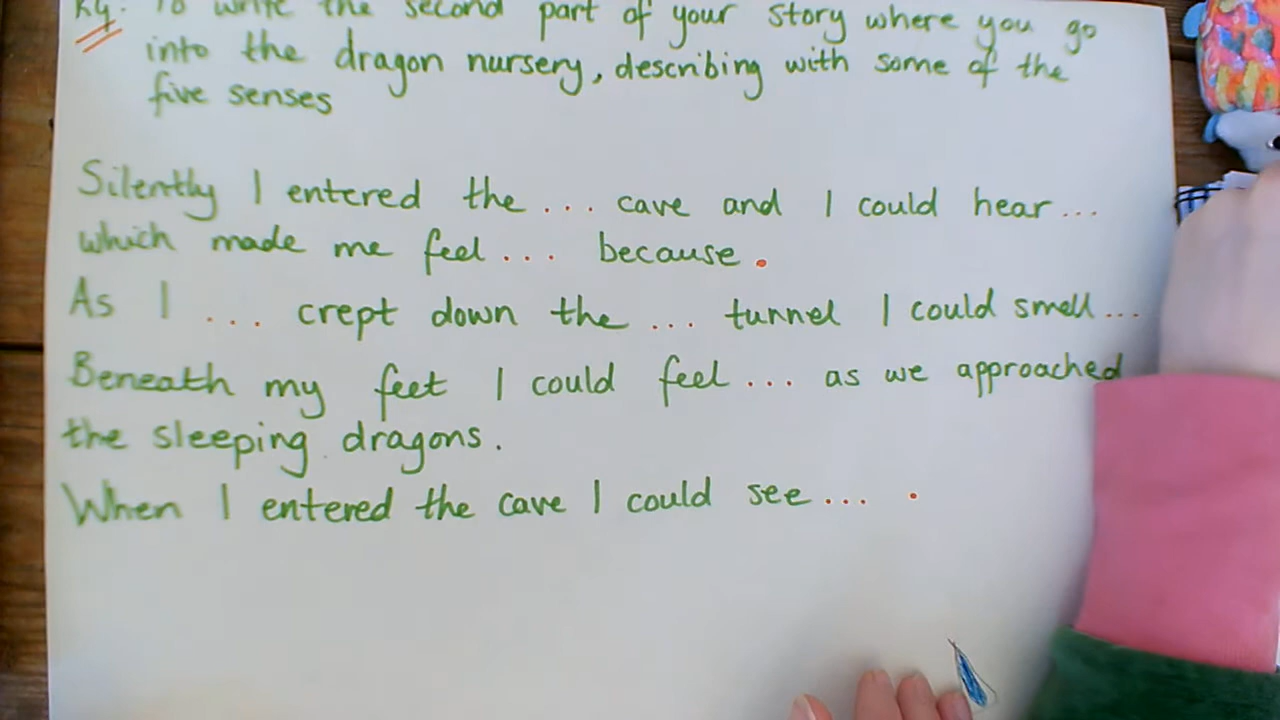 R4: To write the second part of your story where you go
into the dragon nursery, describing with some of the
five senses
Silently I entered the ... cave and I could hear ...
which made me feel ... because .
As I ... crept down the ... tunnel I could smell ...
Beneath my feet I could feel ... as we approached
the sleeping dragons.
When I entered the cave I could see ... .